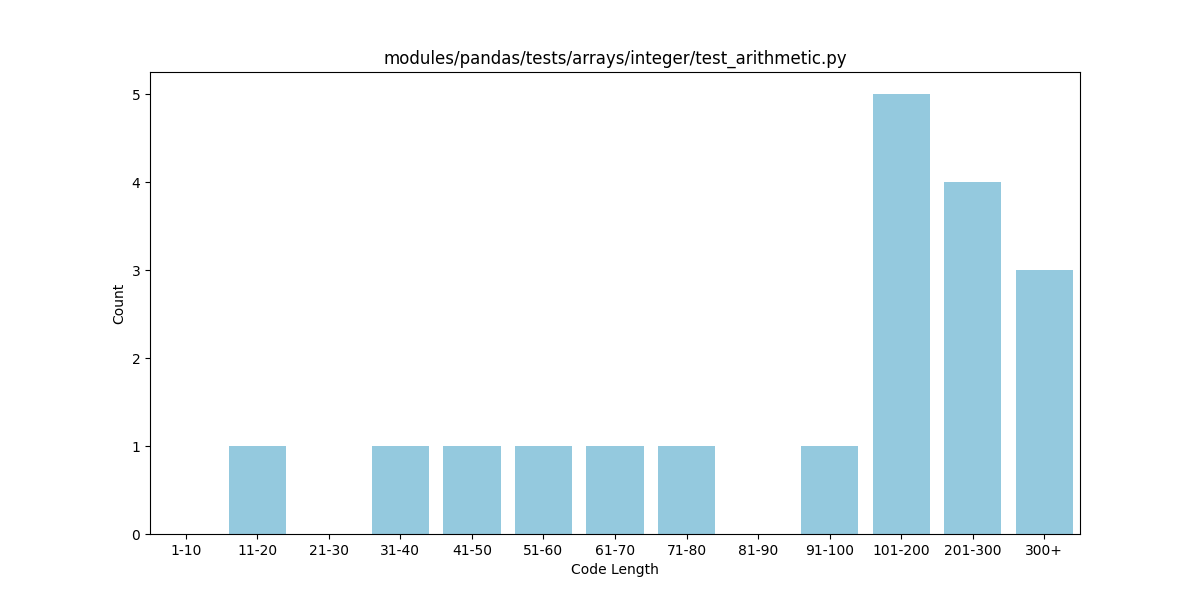 modules/pandas/tests/arrays/integer/test_arithmetic.py
5
4
3
2
1
0
Count
1-10 11-20 21-30 31-40 41-50 51-60 61-70 71-80 81-90 91-100 101-200 201-300 300+
Code Length